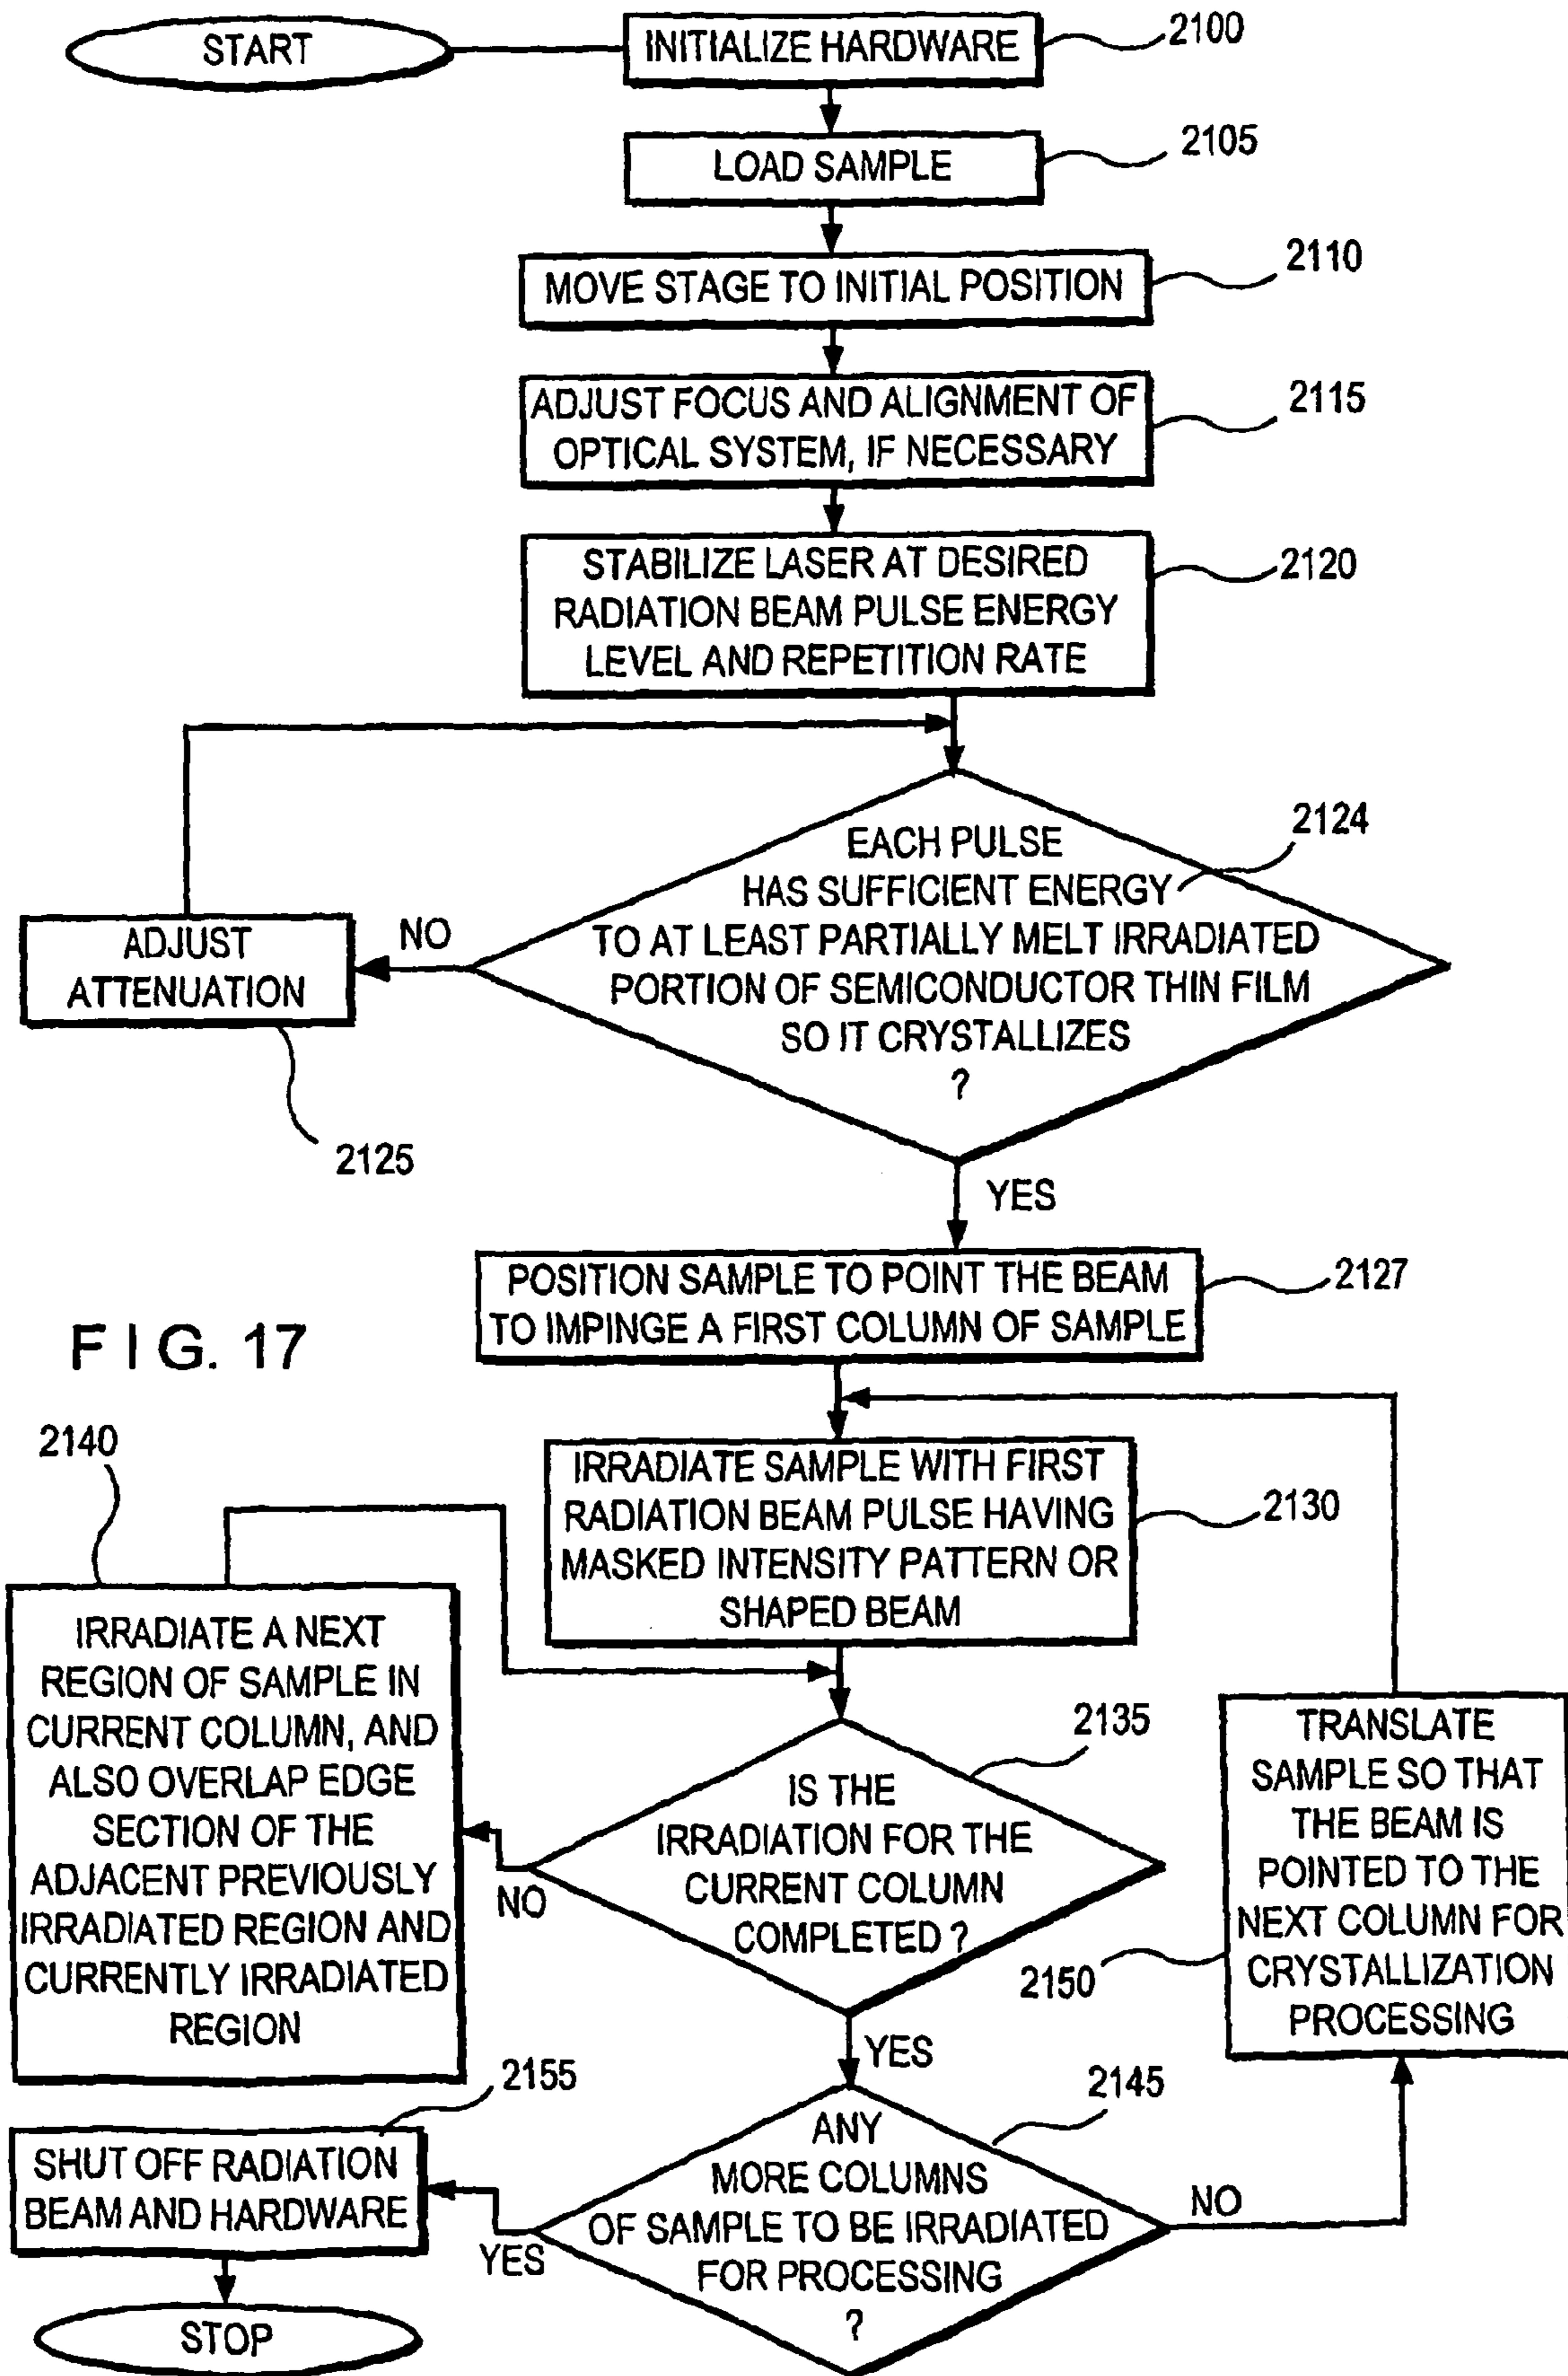 START
INITIALIZE HARDWARE
2100
LOAD SAMPLE
2105
MOVE STAGE TO INITIAL POSITION
2110
ADJUST FOCUS AND ALIGNMENT OF
OPTICAL SYSTEM, IF NECESSARY
2115
STABILIZE LASER AT DESIRED
RADIATION BEAM PULSE ENERGY
LEVEL AND REPETITION RATE
2120
EACH PULSE
HAS SUFFICIENT ENERGY
TO AT LEAST PARTIALLY MELT IRRADIATED
PORTION OF SEMICONDUCTOR THIN FILM
SO IT CRYSTALLIZES
?
2124
NO
ADJUST
ATTENUATION
2125
YES
POSITION SAMPLE TO POINT THE BEAM
TO IMPINGE A FIRST COLUMN OF SAMPLE
2127
FIG. 17
IRRADIATE SAMPLE WITH FIRST
RADIATION BEAM PULSE HAVING
MASKED INTENSITY PATTERN OR
SHAPED BEAM
2130
2140
IRRADIATE A NEXT
REGION OF SAMPLE IN
CURRENT COLUMN, AND
ALSO OVERLAP EDGE
SECTION OF THE
ADJACENT PREVIOUSLY
IRRADIATED REGION AND
CURRENTLY IRRADIATED
REGION
2135
IS THE
IRRADIATION FOR THE
CURRENT COLUMN
COMPLETED ?
NO
YES
TRANSLATE
SAMPLE SO THAT
THE BEAM IS
POINTED TO THE
NEXT COLUMN FOR
CRYSTALLIZATION
PROCESSING
2150
2145
ANY
MORE COLUMNS
OF SAMPLE TO BE IRRADIATED
FOR PROCESSING
?
NO
YES
2155
SHUT OFF RADIATION
BEAM AND HARDWARE
STOP